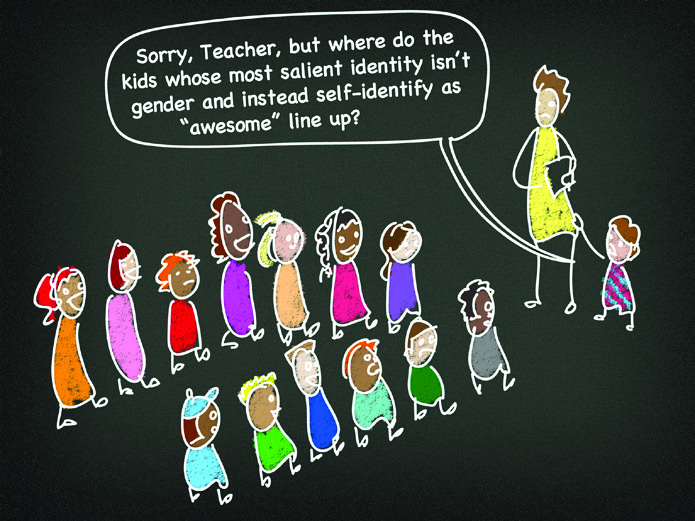 Sorry, Teacher, but where do the
kids whose most salient identity isn't
gender and instead self-identify as
"awesome" line up?